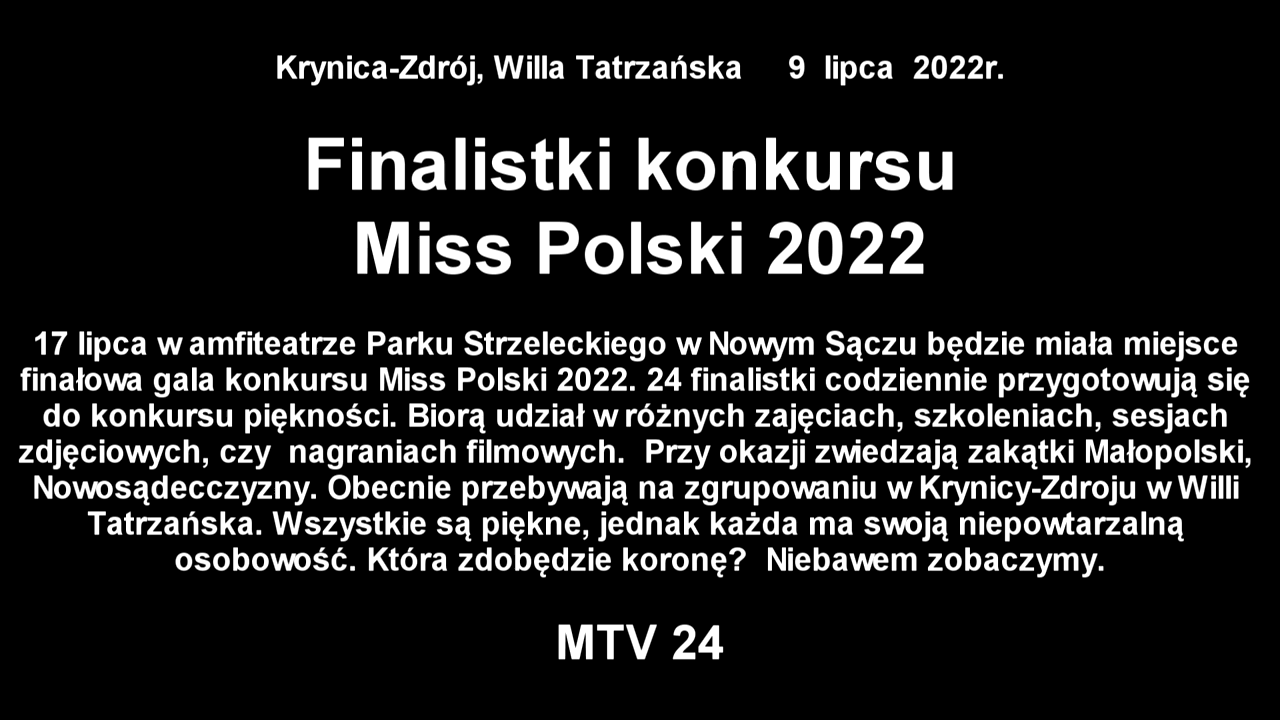 Krynica-Zdrój, Willa Tatrzańska 9 lipca 2022r.
Finalistki konkursu
Miss Polski 2022
17 lipca w amfiteatrze Parku Strzeleckiego w Nowym Sączu będzie miała miejsce
finałowa gala konkursu Miss Polski 2022. 24 finalistki codziennie przygotowują się
do konkursu piękności. Biorą udział w różnych zajęciach, szkoleniach, sesjach
zdjęciowych, czy nagraniach filmowych. Przy okazji zwiedzają zakątki Małopolski,
Nowosądecczyzny. Obecnie przebywają na zgrupowaniu w Krynicy-Zdroju w Willi
Tatrzańska. Wszystkie są piękne, jednak każda ma swoją niepowtarzalną
osobowość. Która zdobędzie koronę? Niebawem zobaczymy.
MTV 24